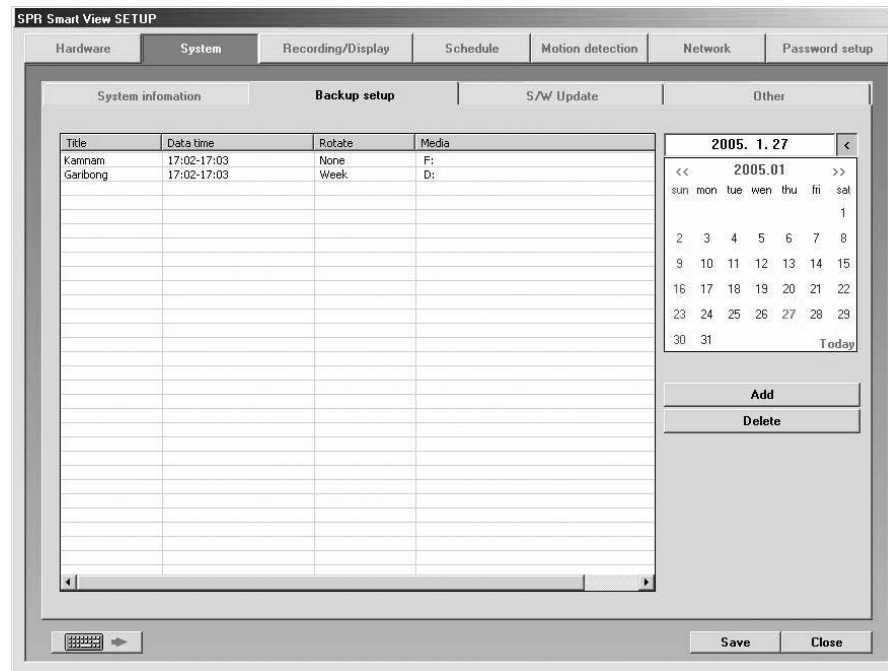 SPR Smart View SETUP
Hardware System Recording/Display Schedule Motion detection Network Password setup
System infomation Backup setup S/W Update Other
Title Data time Rotate Media
Kamnam 17:02-17:03 None F:
Garibong 17:02-17:03 Week D:
2005. 1. 27 <
<< 2005.01 >>
sun mon tue wen thu fri sat
1
2 3 4 5 6 7 8
9 10 11 12 13 14 15
16 17 18 19 20 21 22
23 24 25 26 27 28 29
30 31 Today
Add
Delete
Save Close